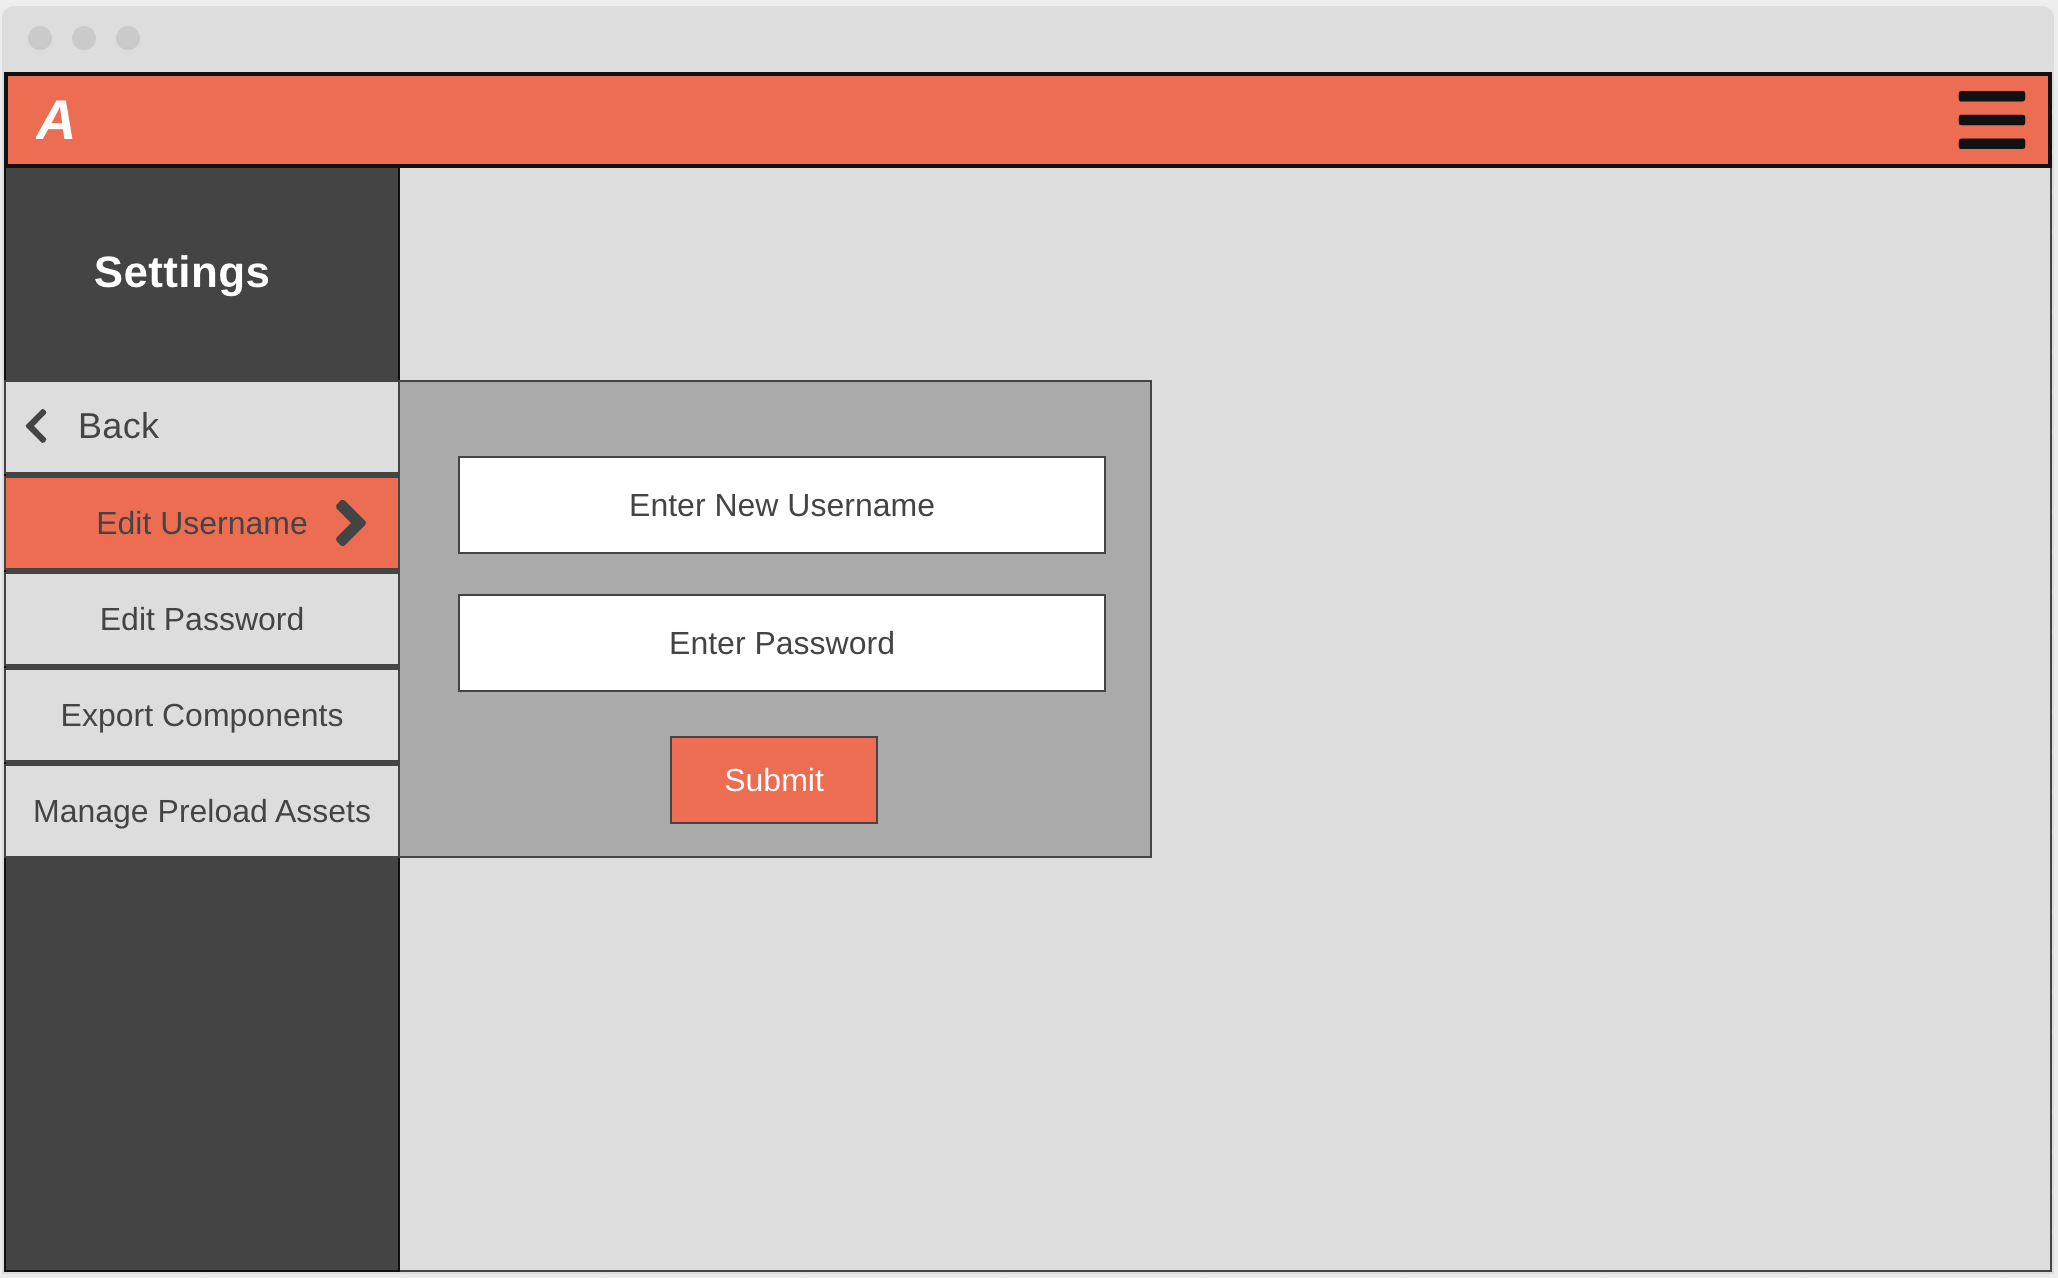 A
Settings
Back
Edit Username
Edit Password
Export Components
Manage Preload Assets
Enter New Username
Enter Password
Submit